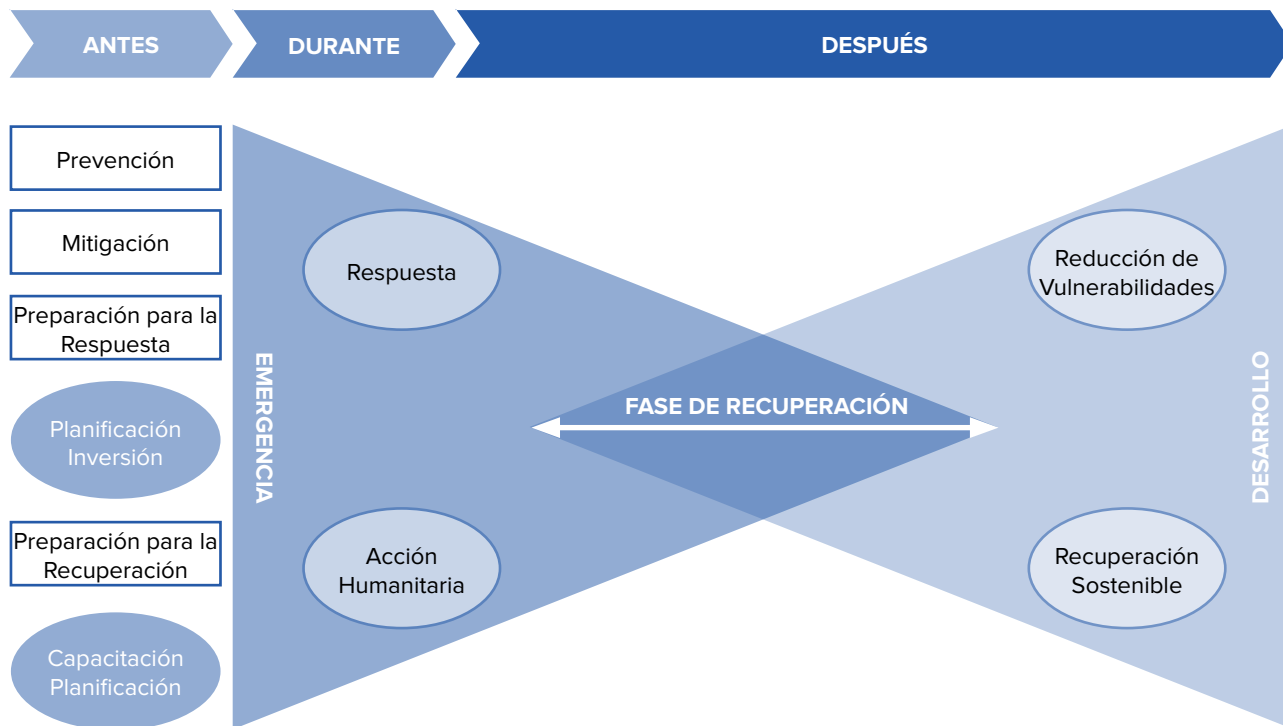 ANTES
DURANTE
DESPUÉS
Prevención
Mitigación
Preparación para la
Respuesta
Planificación
Inversión
Preparación para la
Recuperación
Capacitación
Planificación
EMERGENCIA
Respuesta
Acción
Humanitaria
FASE DE RECUPERACIÓN
Reducción de
Vulnerabilidades
Recuperación
Sostenible
DESARROLLO